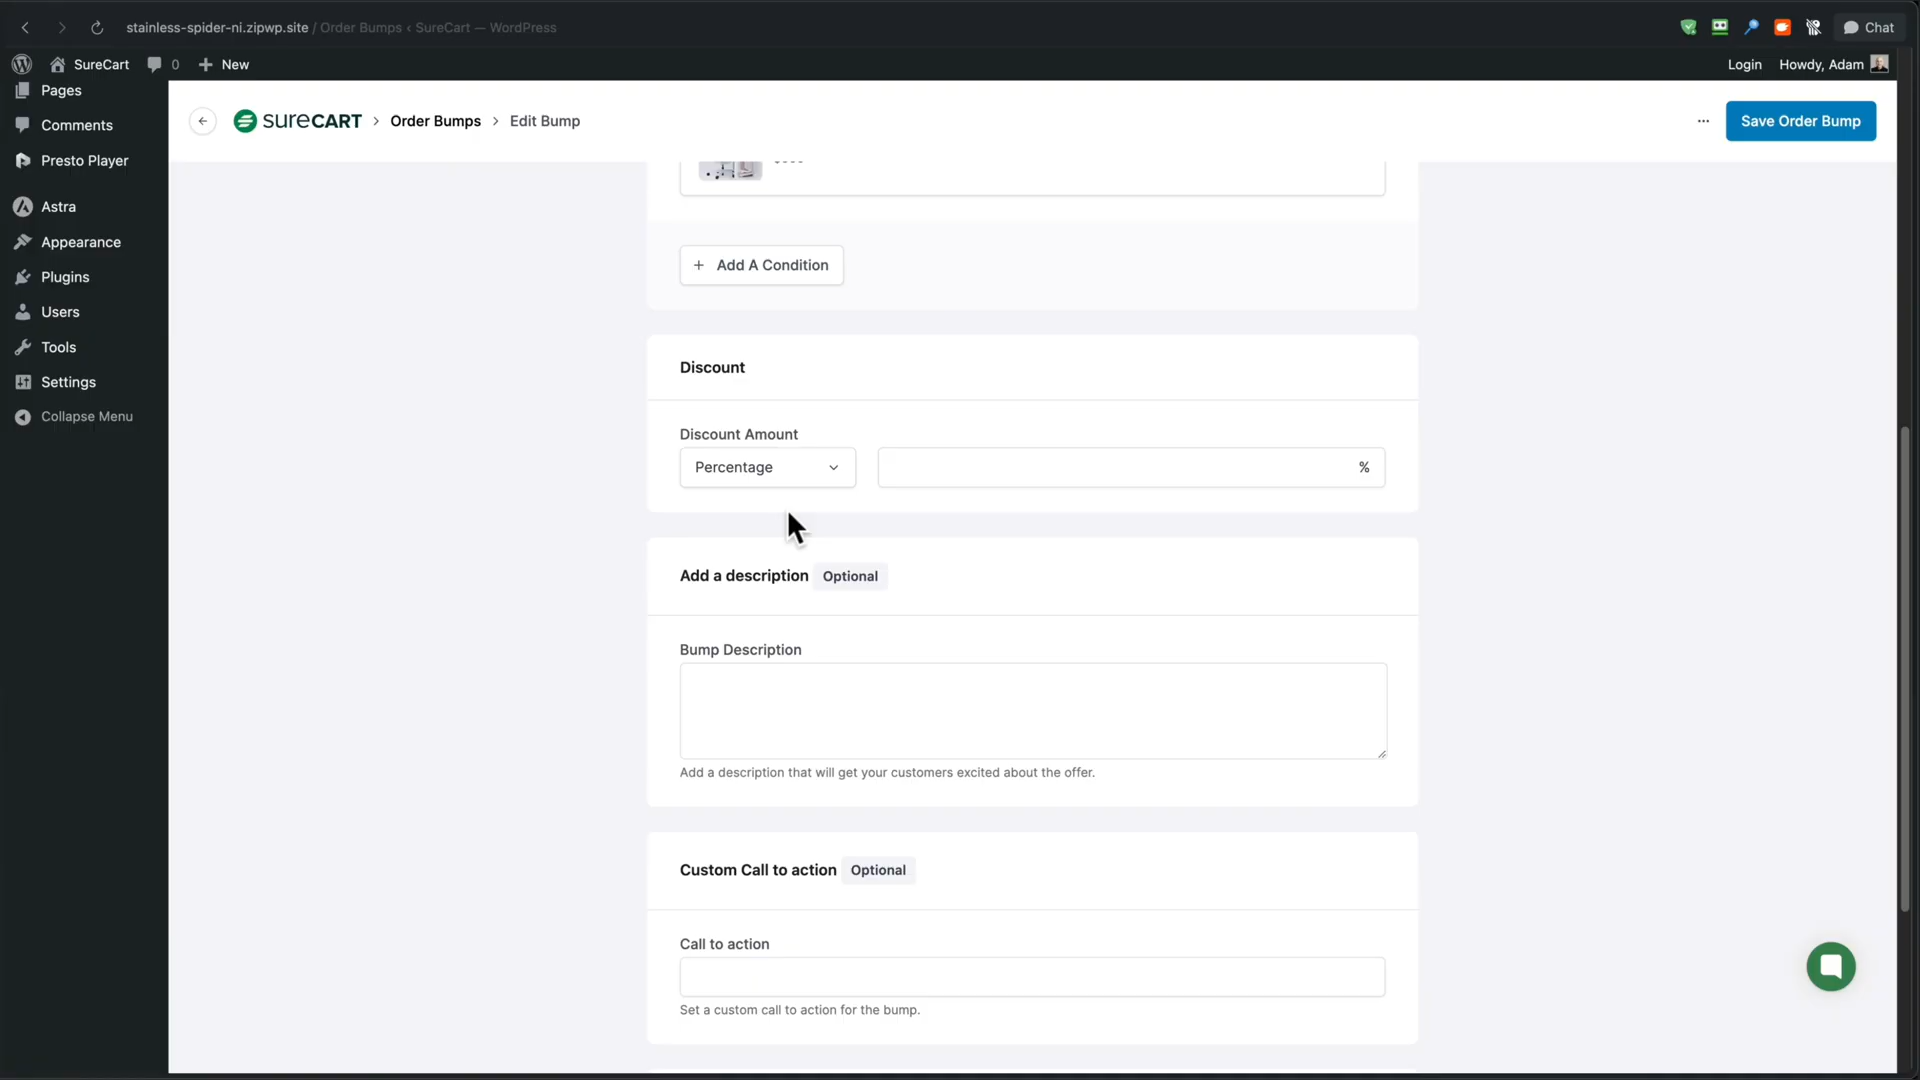 stainless-spider-ni.zipwp.site / Order Bumps ‹ SureCart — WordPress
Chat
SureCart 0 New
Login Howdy, Adam
Pages
Comments
Presto Player
Astra
Appearance
Plugins
Users
Tools
Settings
Collapse Menu
SURECART > Order Bumps > Edit Bump
... Save Order Bump
+ Add A Condition
Discount
Discount Amount
Percentage
%
Add a description Optional
Bump Description
Add a description that will get your customers excited about the offer.
Custom Call to action Optional
Call to action
Set a custom call to action for the bump.